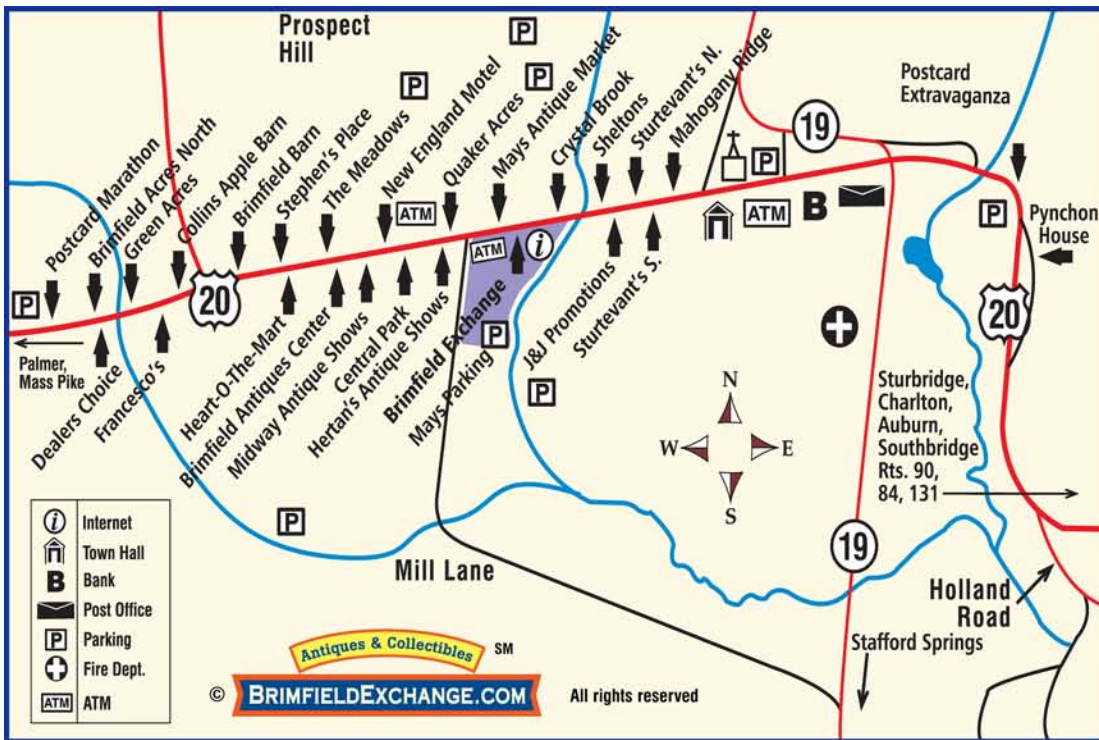 Prospect
Hill
Postcard Marathon
Brimfield Acres North
Green Acres
Collins Apple Barn
Brimfield Barn
Stephen's Place
The Meadows
New England Motel
Quaker Acres
Mays Antique Market
Crystal Brook
Sheltons
Sturtevant's N.
Mahogany Ridge
P
P
P
19
Postcard
Extravaganza
P
ATM
ATM
i
ATM
B
P
Pynchon
House
P
20
20
Palmer,
Mass Pike
Dealers Choice
Francesco's
Heart-O-The-Mart
Brimfield Antiques Center
Midway Antique Shows
Central Park
Hertan's Antique Shows
Brimfield Exchange
Mays Parking
P
J&J Promotions
Sturtevant's S.
P
N
W
E
S
Sturbridge,
Charlton,
Auburn,
Southbridge
Rts. 90,
84, 131
P
Mill Lane
19
Holland
Road
Stafford Springs
i Internet
Town Hall
B Bank
Post Office
P Parking
Fire Dept.
ATM ATM
Antiques & Collectibles SM
© BRIMFIELDEXCHANGE.COM All rights reserved